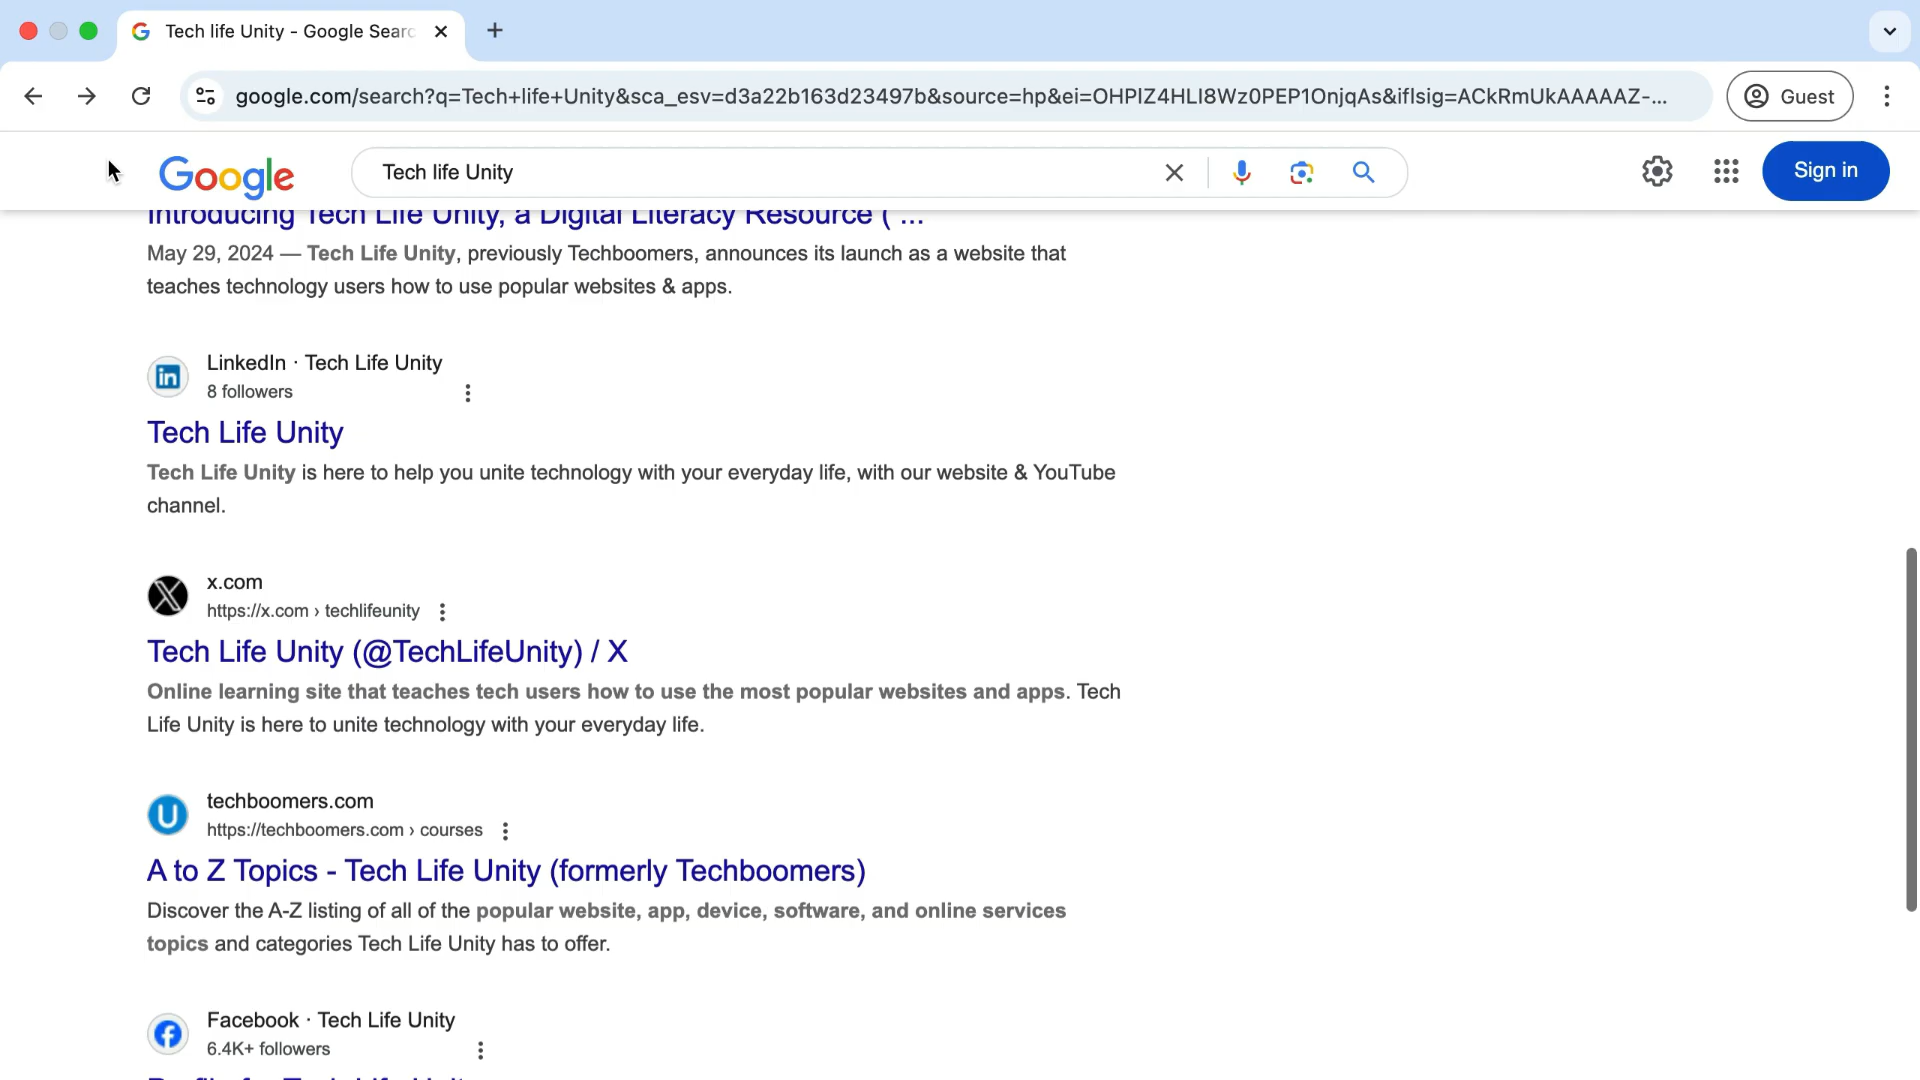 Tech life Unity - Google Searc
google.com/search?q=Tech+life+Unity&sca_esv=d3a22b163d23497b&source=hp&ei=OHPIZ4HLI8Wz0PEP1OnjqAs&iflsig=ACkRmUkAAAAAZ-...
Guest
Google
Tech life Unity
Sign in
Introducing Tech Life Unity, a Digital Literacy Resource ( ...
May 29, 2024 — Tech Life Unity, previously Techboomers, announces its launch as a website that
teaches technology users how to use popular websites & apps.
LinkedIn · Tech Life Unity
8 followers
Tech Life Unity
Tech Life Unity is here to help you unite technology with your everyday life, with our website & YouTube
channel.
x.com
https://x.com › techlifeunity
Tech Life Unity (@TechLifeUnity) / X
Online learning site that teaches tech users how to use the most popular websites and apps. Tech
Life Unity is here to unite technology with your everyday life.
techboomers.com
https://techboomers.com › courses
A to Z Topics - Tech Life Unity (formerly Techboomers)
Discover the A-Z listing of all of the popular website, app, device, software, and online services
topics and categories Tech Life Unity has to offer.
Facebook · Tech Life Unity
6.4K+ followers